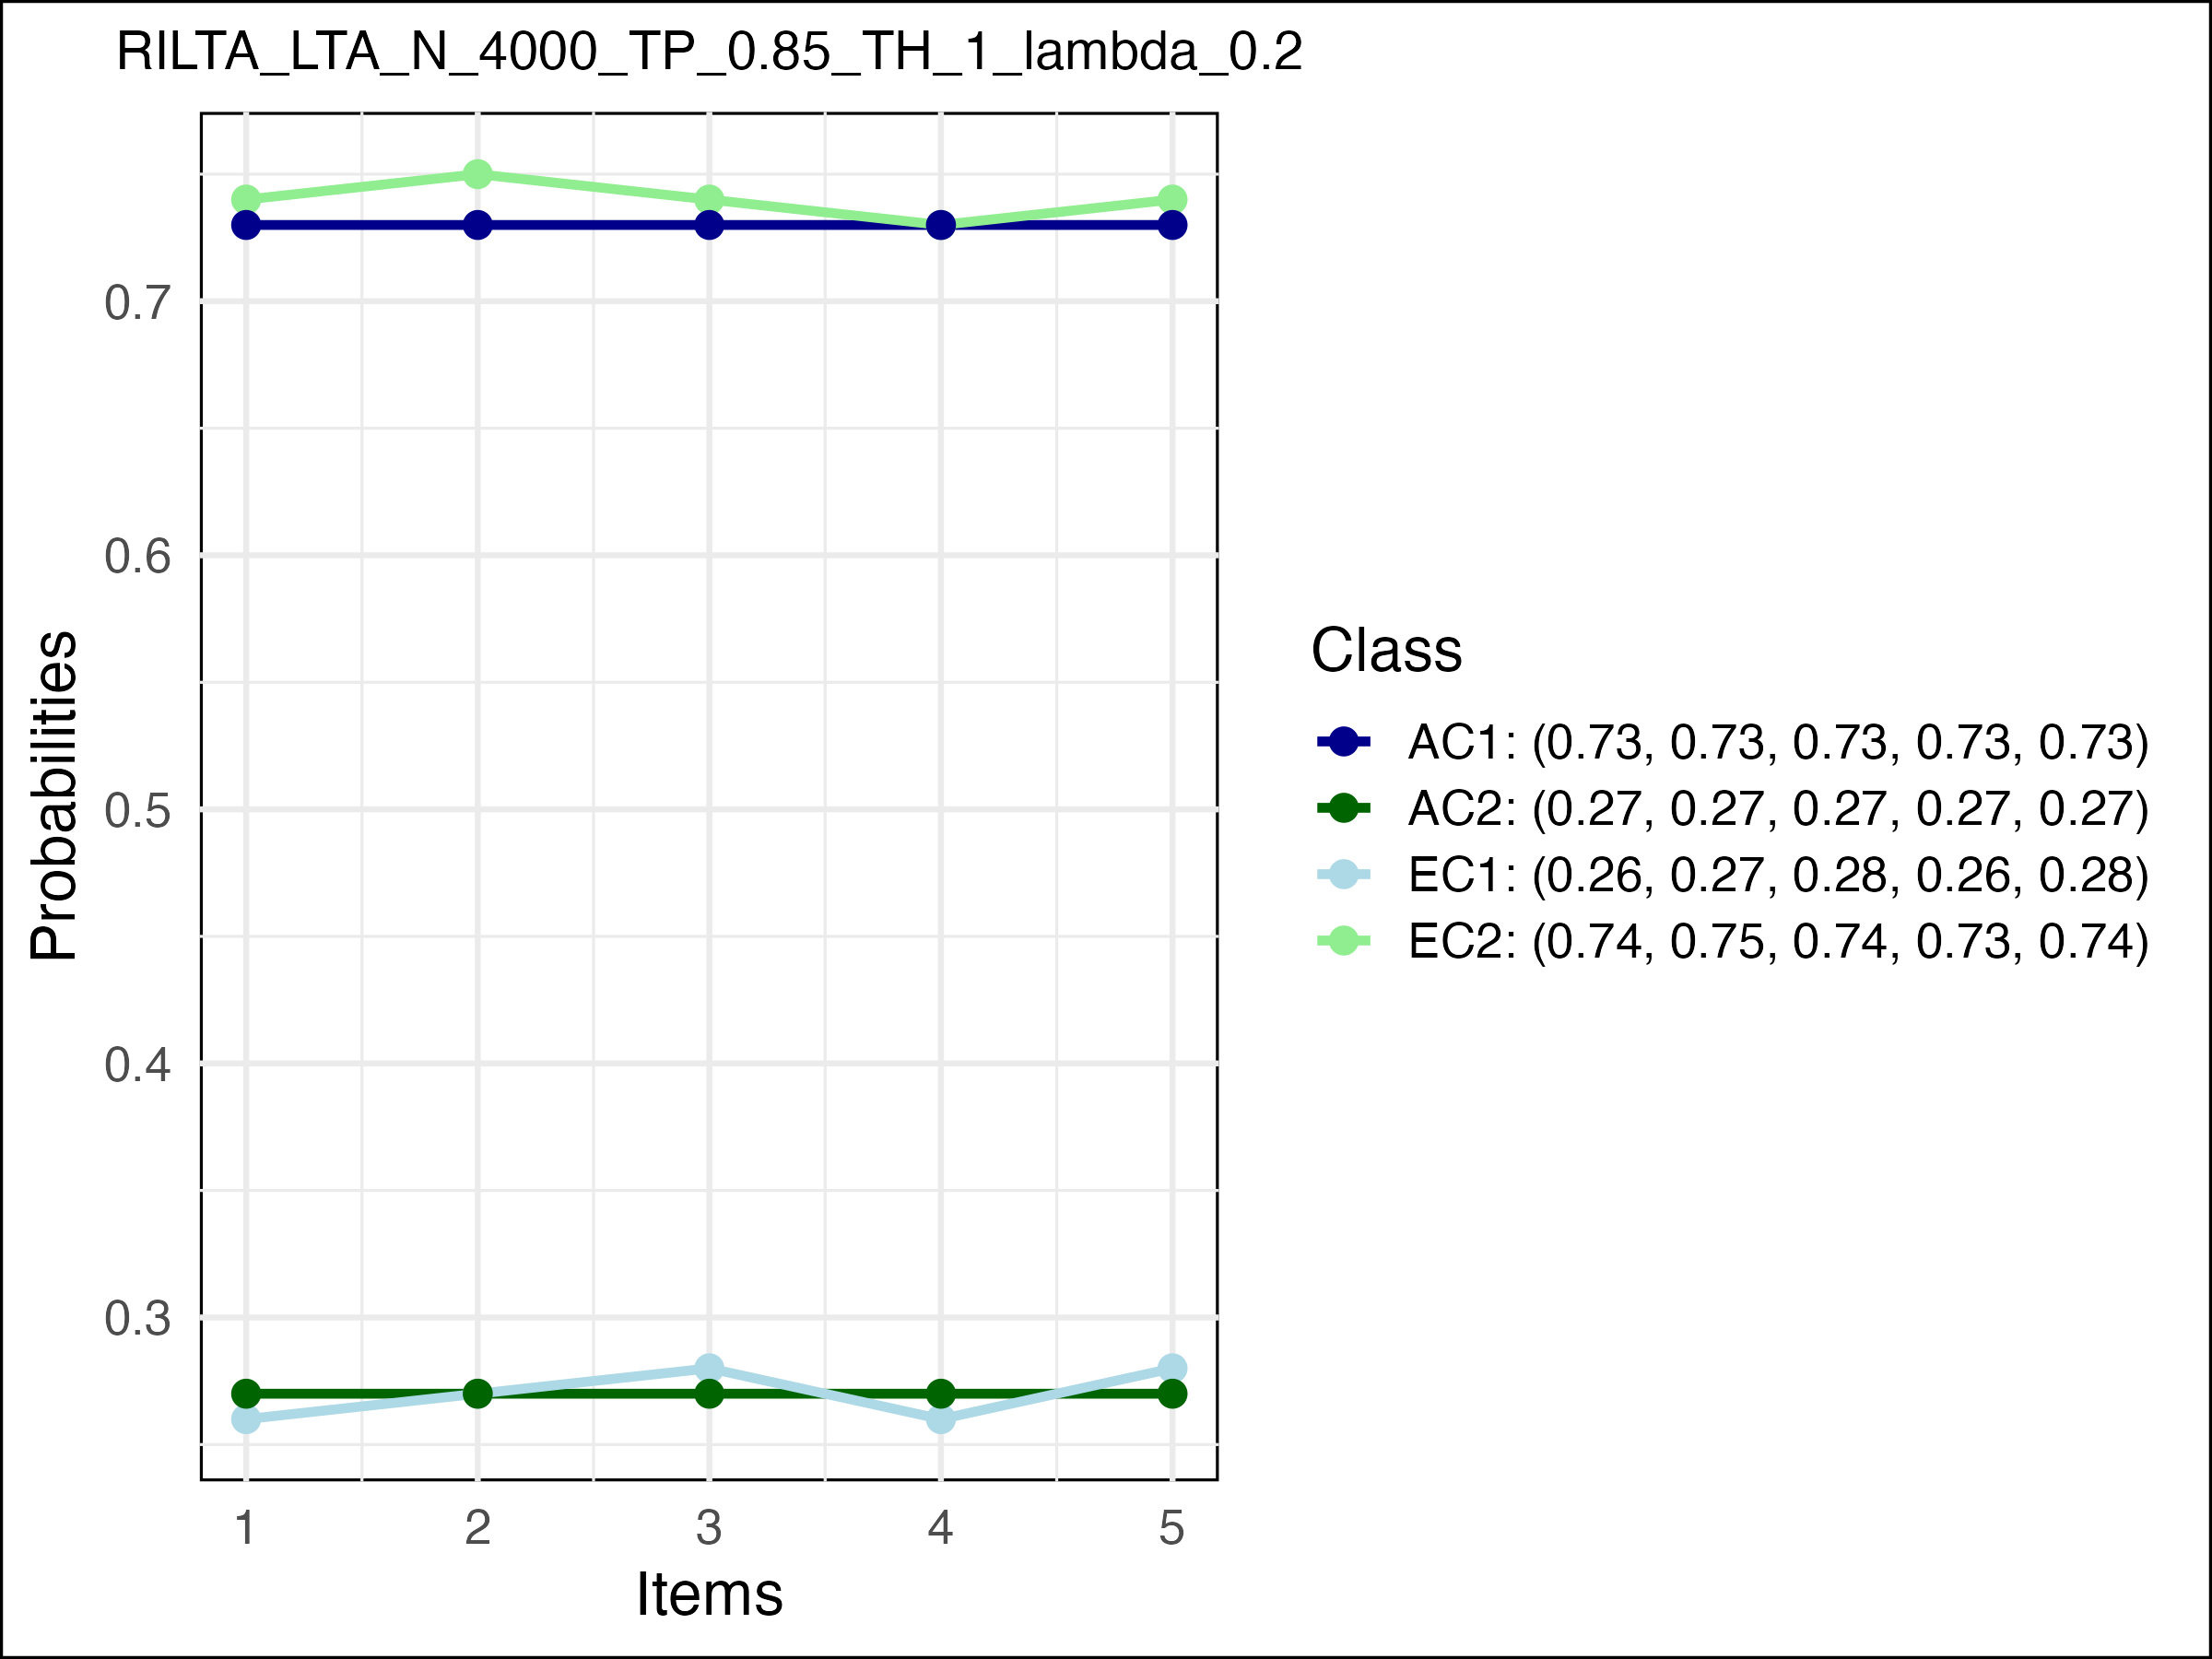 RILTA_LTA_N_4000_TP_0.85_TH_1_lambda_0.2
Probabilities
0.7
0.6
0.5
0.4
0.3
1 2 3 4 5
Items
Class
AC1: (0.73, 0.73, 0.73, 0.73, 0.73)
AC2: (0.27, 0.27, 0.27, 0.27, 0.27)
EC1: (0.26, 0.27, 0.28, 0.26, 0.28)
EC2: (0.74, 0.75, 0.74, 0.73, 0.74)